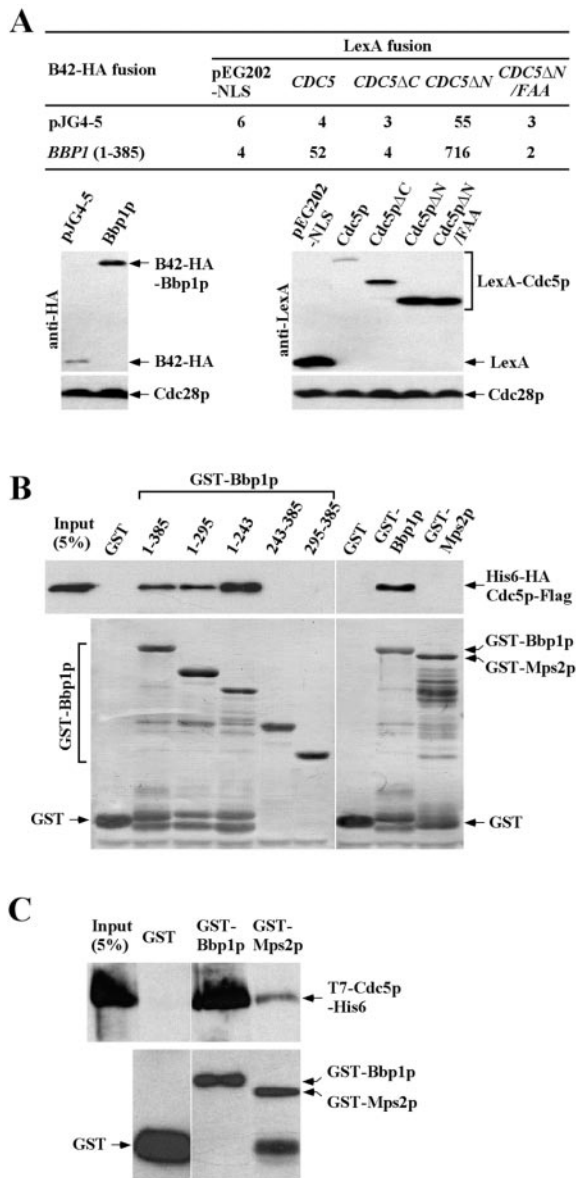 A
B42-HA fusion
LexA fusion
pEG202
-NLS
CDC5
CDC5ΔC
CDC5ΔN
CDC5ΔN
/FAA
pJG4-5 6 4 3 55 3
BBP1 (1-385) 4 52 4 716 2
pJG4-5
Bbp1p
anti-HA
B42-HA
-Bbp1p
B42-HA
Cdc28p
pEG202
-NLS
Cdc5p
Cdc5pΔC
Cdc5pΔN
Cdc5pΔN
/FAA
anti-LexA
LexA-Cdc5p
LexA
Cdc28p
B
GST-Bbp1p
Input
(5%)
GST
1-385
1-295
1-243
243-385
295-385
GST
GST-
Bbp1p
GST-
Mps2p
His6-HA
Cdc5p-Flag
GST-Bbp1p
GST-Bbp1p
GST-Mps2p
GST
GST
C
Input
(5%)
GST
GST-
Bbp1p
GST-
Mps2p
T7-Cdc5p
-His6
GST-Bbp1p
GST-Mps2p
GST